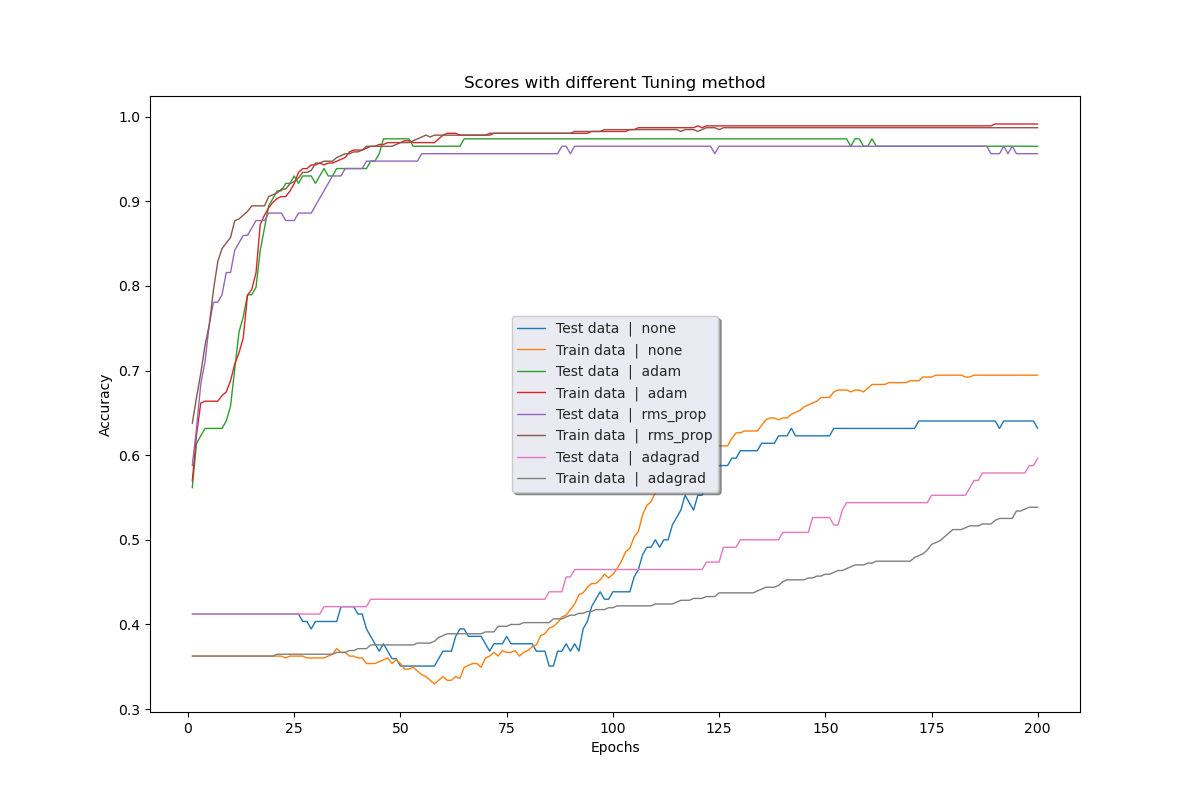 Scores with different Tuning method
Accuracy
1.0
0.9
0.8
0.7
0.6
0.5
0.4
0.3
Test data | none
Train data | none
Test data | adam
Train data | adam
Test data | rms_prop
Train data | rms_prop
Test data | adagrad
Train data | adagrad
0 25 50 75 100 125 150 175 200
Epochs